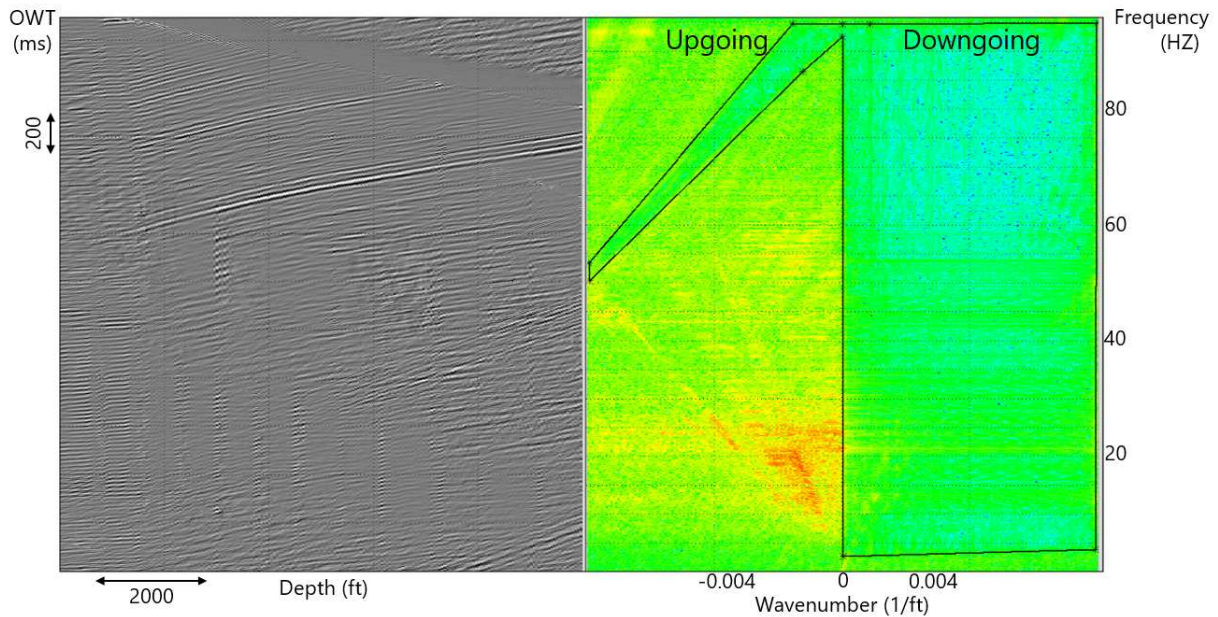 OWT
(ms)
200
2000
Depth (ft)
Upgoing
Downgoing
Frequency
(HZ)
80
60
40
20
-0.004
0
0.004
Wavenumber (1/ft)